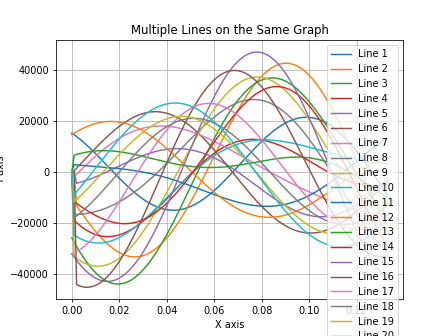 Multiple Lines on the Same Graph
40000
20000
0
−20000
−40000
axis
0.00
0.02
0.04
0.06
0.08
0.10
X axis
Line 1
Line 2
Line 3
Line 4
Line 5
Line 6
Line 7
Line 8
Line 9
Line 10
Line 11
Line 12
Line 13
Line 14
Line 15
Line 16
Line 17
Line 18
Line 19
Line 20